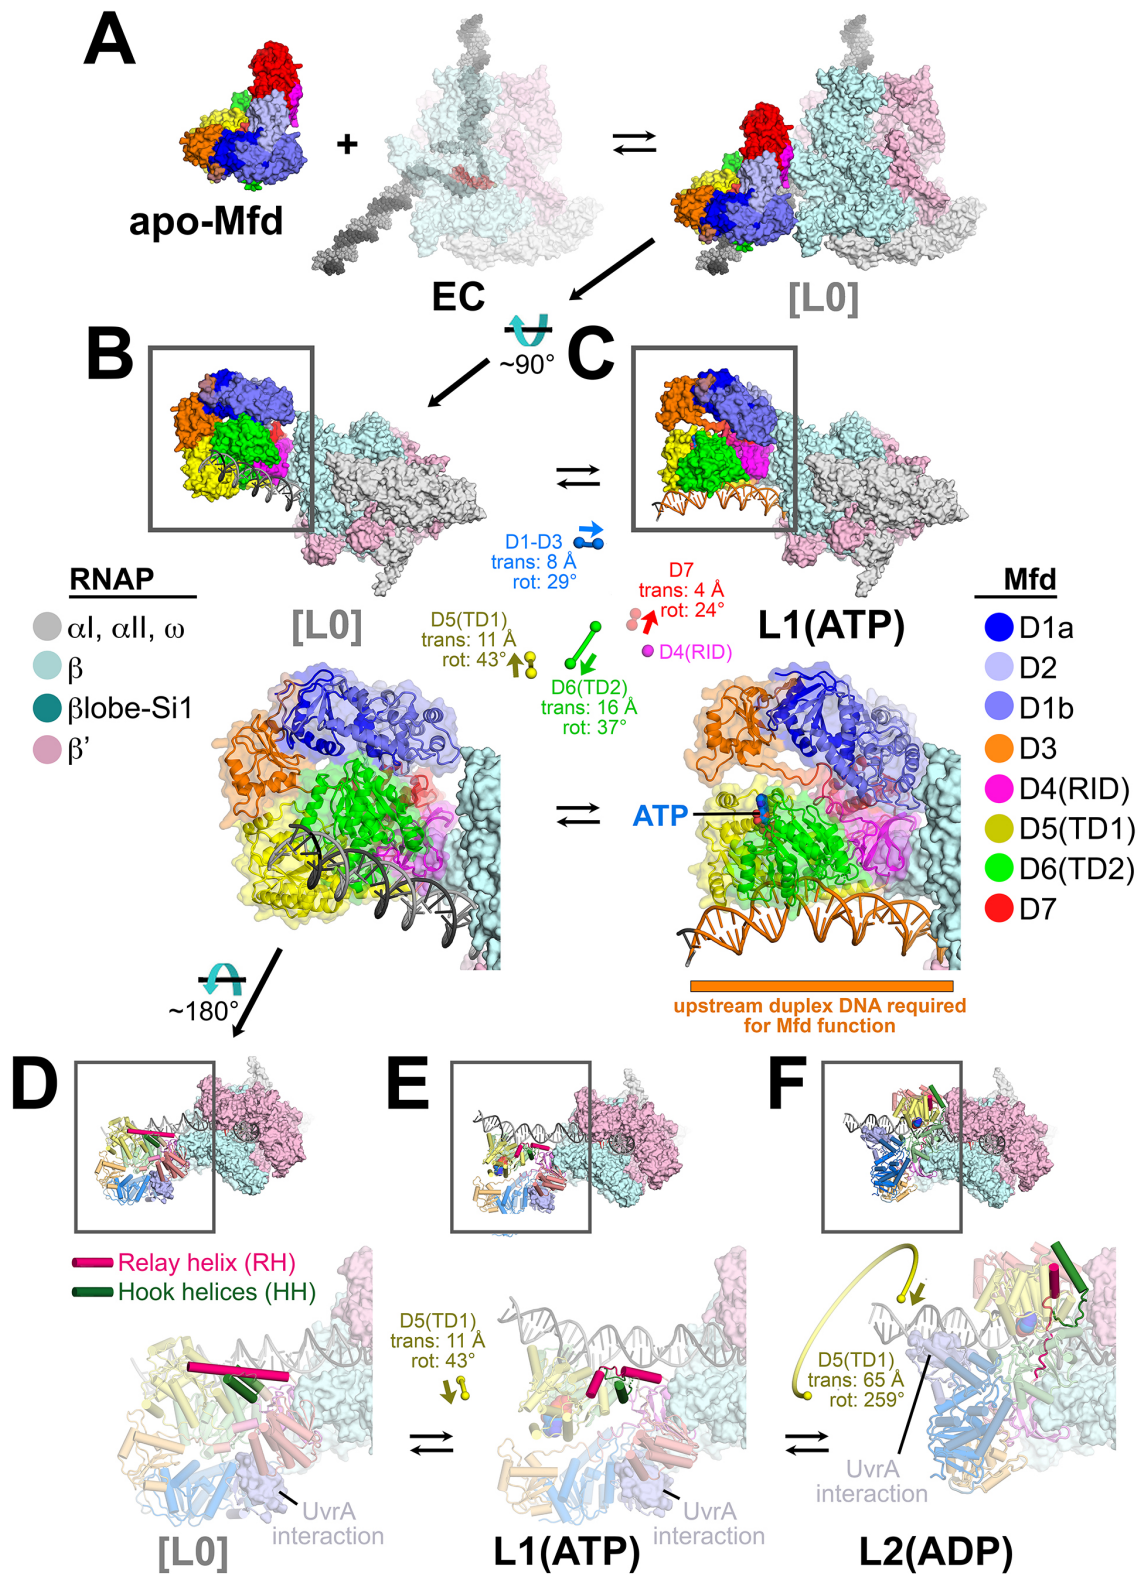 A
+
apo-Mfd
EC
[L0]
~90°
B
C
D1-D3
trans: 8 Å
rot: 29°
D7
trans: 4 Å
rot: 24°
D5(TD1)
trans: 11 Å
rot: 43°
D4(RID)
D6(TD2)
trans: 16 Å
rot: 37°
RNAP
αI, αII, ω
β
βlobe-Si1
β’
[L0]
L1(ATP)
Mfd
D1a
D2
D1b
D3
D4(RID)
D5(TD1)
D6(TD2)
D7
ATP
upstream duplex DNA required
for Mfd function
~180°
D
E
F
Relay helix (RH)
Hook helices (HH)
D5(TD1)
trans: 11 Å
rot: 43°
D5(TD1)
trans: 65 Å
rot: 259°
UvrA
interaction
UvrA
interaction
UvrA
interaction
[L0]
L1(ATP)
L2(ADP)